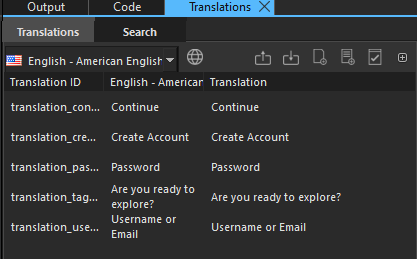 Output Code Translations
Translations Search
English - American English
Translation ID English - American Translation
translation_con... Continue Continue
translation_cre... Create Account Create Account
translation_pas... Password Password
translation_tag... Are you ready to explore? Are you ready to explore?
translation_use... Username or Email Username or Email